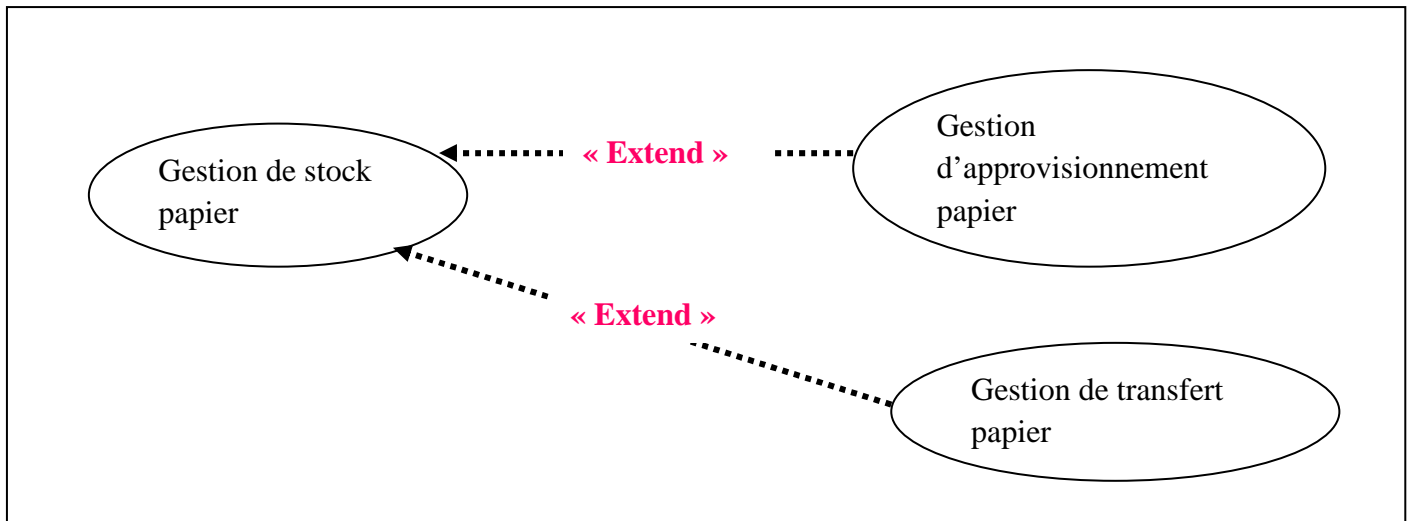 Gestion de stock
papier
« Extend »
Gestion
d’approvisionnement
papier
« Extend »
Gestion de transfert
papier